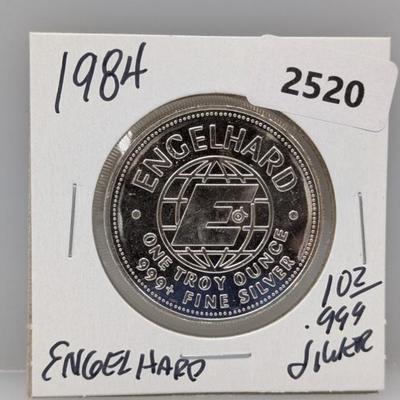 1984
2520
ENGELHARD
E
ONE TROY OUNCE
999+ FINE SILVER
ENGELHARD
1OZ
.999
SILVER